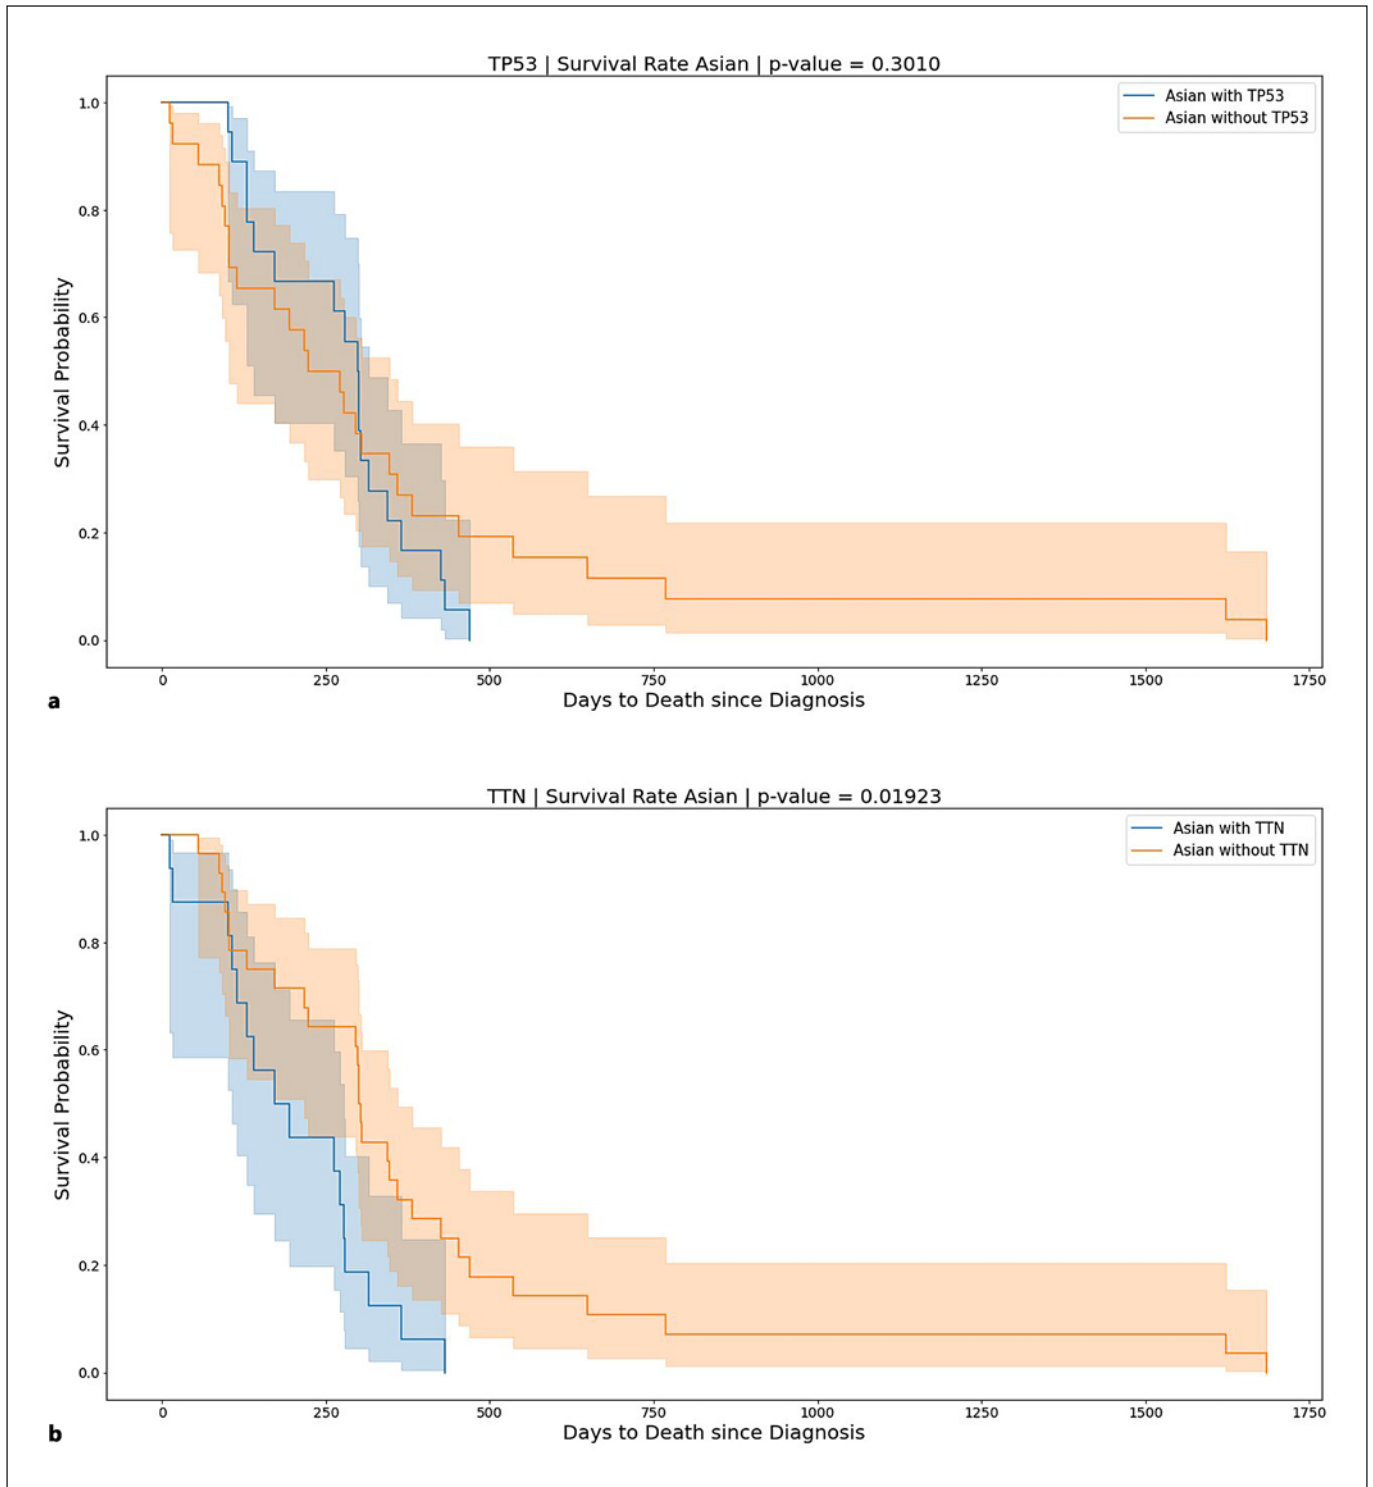 TP53 | Survival Rate Asian | p-value = 0.3010
Asian with TP53
Asian without TP53
1.0
0.8
0.6
0.4
0.2
0.0
Survival Probability
0 250 500 750 1000 1250 1500 1750
Days to Death since Diagnosis
a
TTN | Survival Rate Asian | p-value = 0.01923
Asian with TTN
Asian without TTN
1.0
0.8
0.6
0.4
0.2
0.0
Survival Probability
0 250 500 750 1000 1250 1500 1750
Days to Death since Diagnosis
b